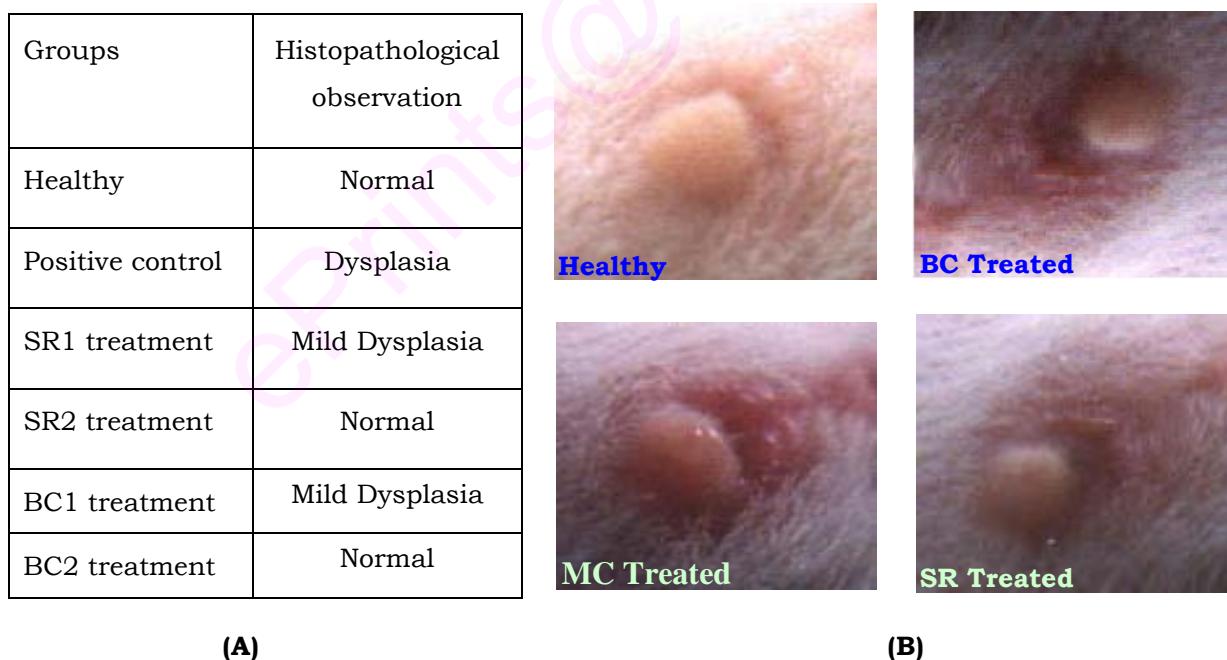 Groups Histopathological
observation
Healthy Normal
Positive control Dysplasia
SR1 treatment Mild Dysplasia
SR2 treatment Normal
BC1 treatment Mild Dysplasia
BC2 treatment Normal
Healthy
BC Treated
MC Treated
SR Treated
(A)
(B)
ePrints@